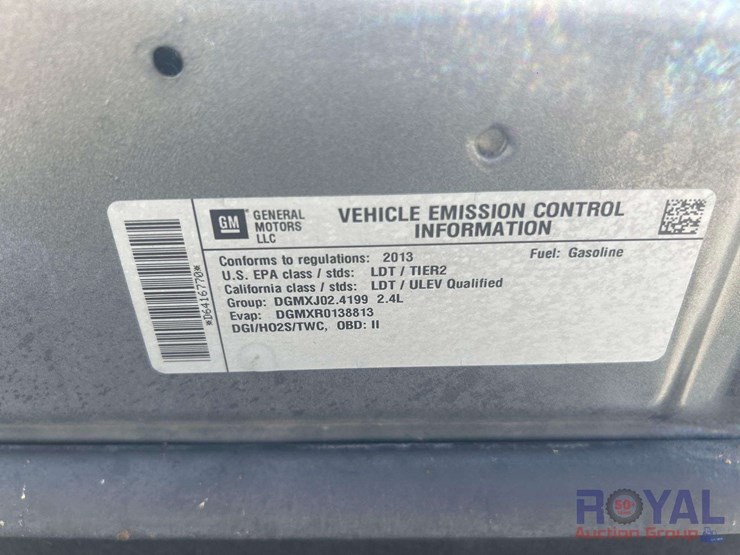 GM
GENERAL
MOTORS
LLC
VEHICLE EMISSION CONTROL
INFORMATION
Conforms to regulations: 2013
Fuel: Gasoline
U.S. EPA class / stds: LDT / TIER2
California class / stds: LDT / ULEV Qualified
Group: DGMXJ02.4199 2.4L
Evap: DGMXR0138813
DGI/HO2S/TWC, OBD: II
*D6416770*
ROYAL
50+
Auction Group